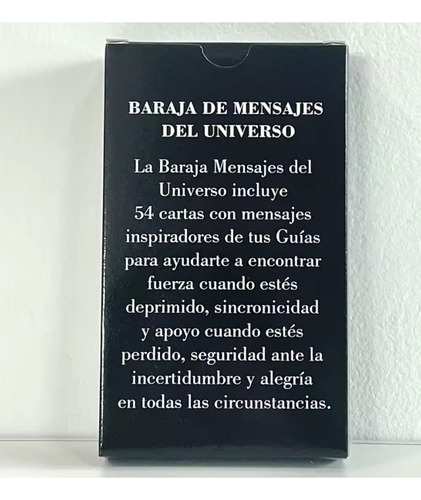 BARAJA DE MENSAJES
DEL UNIVERSO
La Baraja Mensajes del
Universo incluye
54 cartas con mensajes
inspiradores de tus Guías
para ayudarte a encontrar
fuerza cuando estés
deprimido, sincronicidad
y apoyo cuando estés
perdido, seguridad ante la
incertidumbre y alegría
en todas las circunstancias.